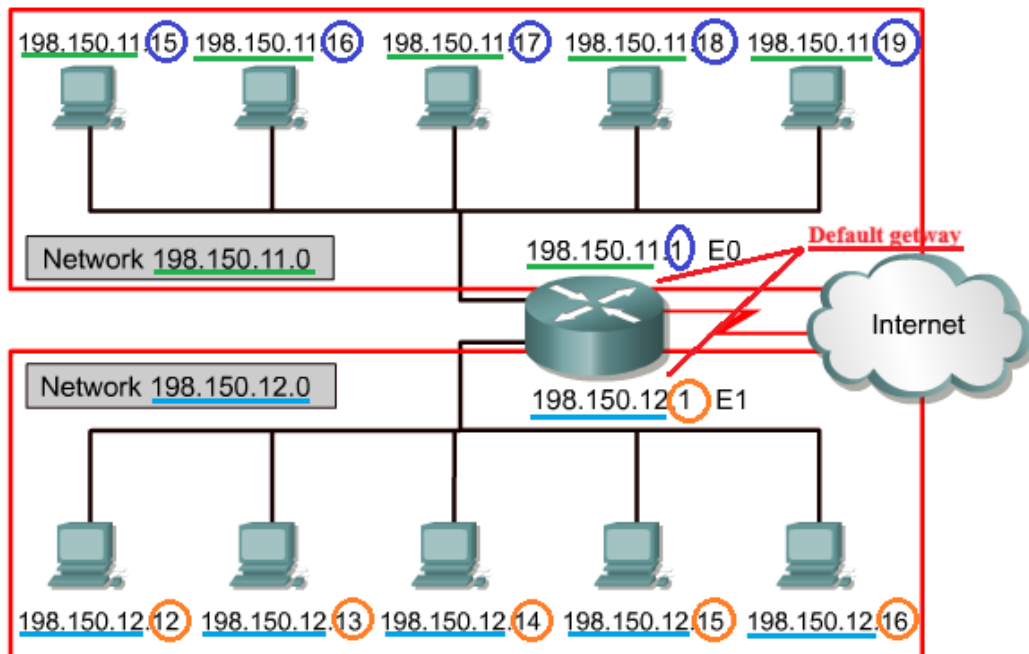 198.150.11.15 198.150.11.16 198.150.11.17 198.150.11.18 198.150.11.19
Default getway
Network 198.150.11.0
198.150.11.1 E0
Internet
Network 198.150.12.0
198.150.12.1 E1
198.150.12.12 198.150.12.13 198.150.12.14 198.150.12.15 198.150.12.16